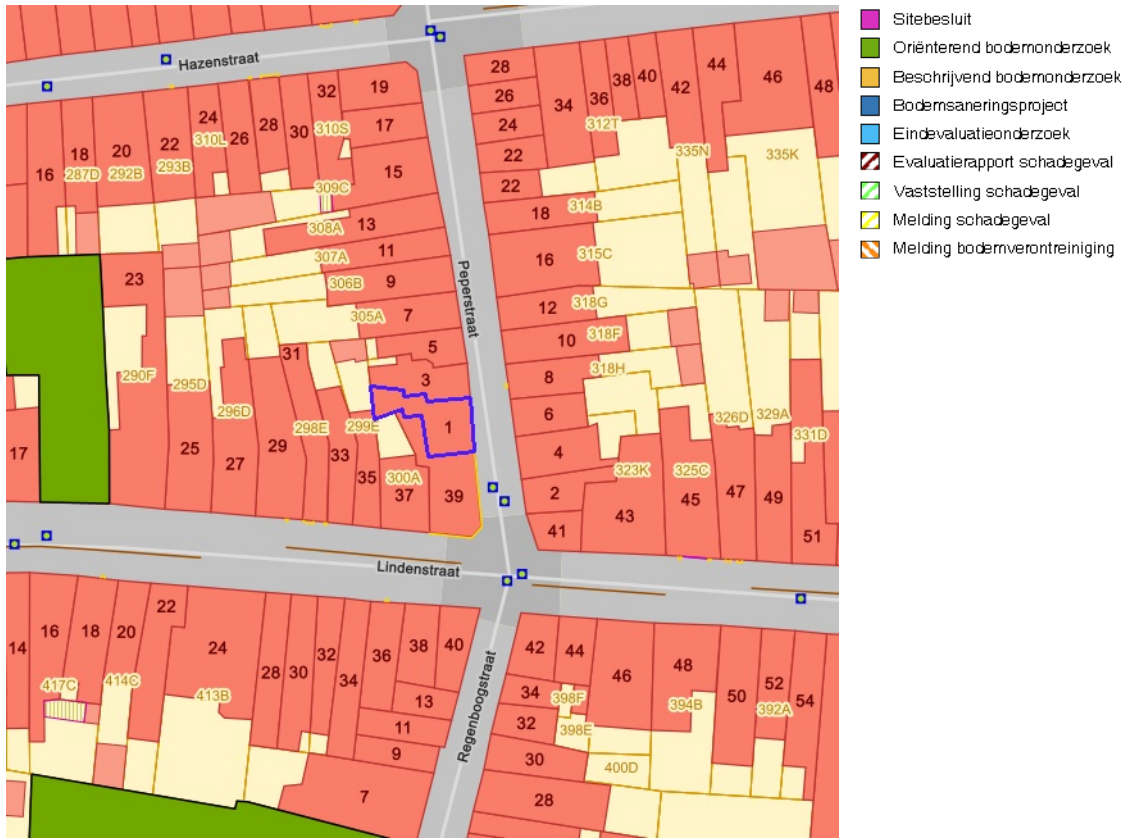 Hazenstraat
Peperstraat
Lindenstraat
Regenboogstraat
16
18
287D
20
292B
22
293B
24
310L
26
28
30
32
310S
19
17
15
309C
308A
13
307A
11
306B
9
305A
7
5
3
1
23
290F
295D
296D
31
298E
299E
300A
17
25
27
29
33
35
37
39
28
26
24
22
22
18
16
12
10
8
6
4
2
41
34
36
38
40
42
44
46
48
312T
335N
335K
314B
315C
318G
318F
318H
323K
325C
326D
329A
331D
43
45
47
49
51
14
16
18
20
22
24
28
30
32
34
36
38
40
417C
414C
413B
13
11
9
7
42
44
46
48
50
52
54
34
32
30
28
398F
398E
400D
394B
392A
Sitebesluit
Oriënterend bodemonderzoek
Beschrijvend bodemonderzoek
Bodemsaneringsproject
Eindevaluatieonderzoek
Evaluatierapport schadegeval
Vaststelling schadegeval
Melding schadegeval
Melding bodemverontreiniging